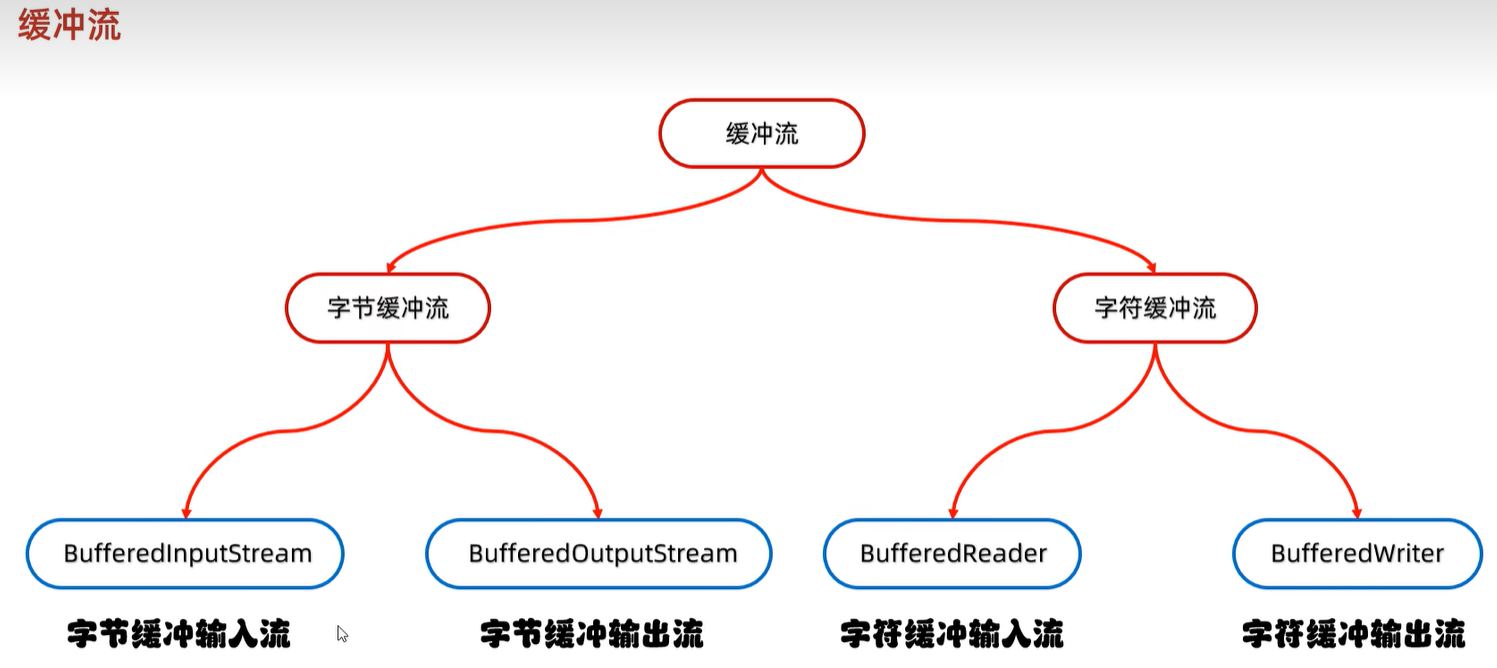 缓冲流
缓冲流
字节缓冲流
字符缓冲流
BufferedInputStream
BufferedOutputStream
BufferedReader
BufferedWriter
字节缓冲输入流
字节缓冲输出流
字符缓冲输入流
字符缓冲输出流